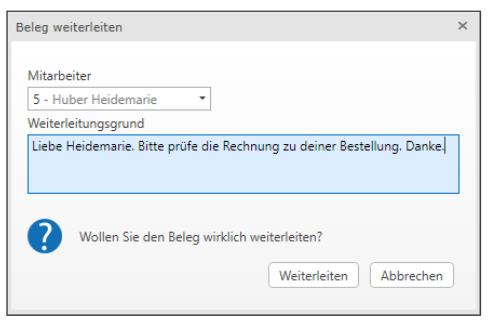 Beleg weiterleiten
Mitarbeiter
5 - Huber Heidemarie
Weiterleitungsgrund
Liebe Heidemarie. Bitte prüfe die Rechnung zu deiner Bestellung. Danke.
? Wollen Sie den Beleg wirklich weiterleiten?
Weiterleiten Abbrechen